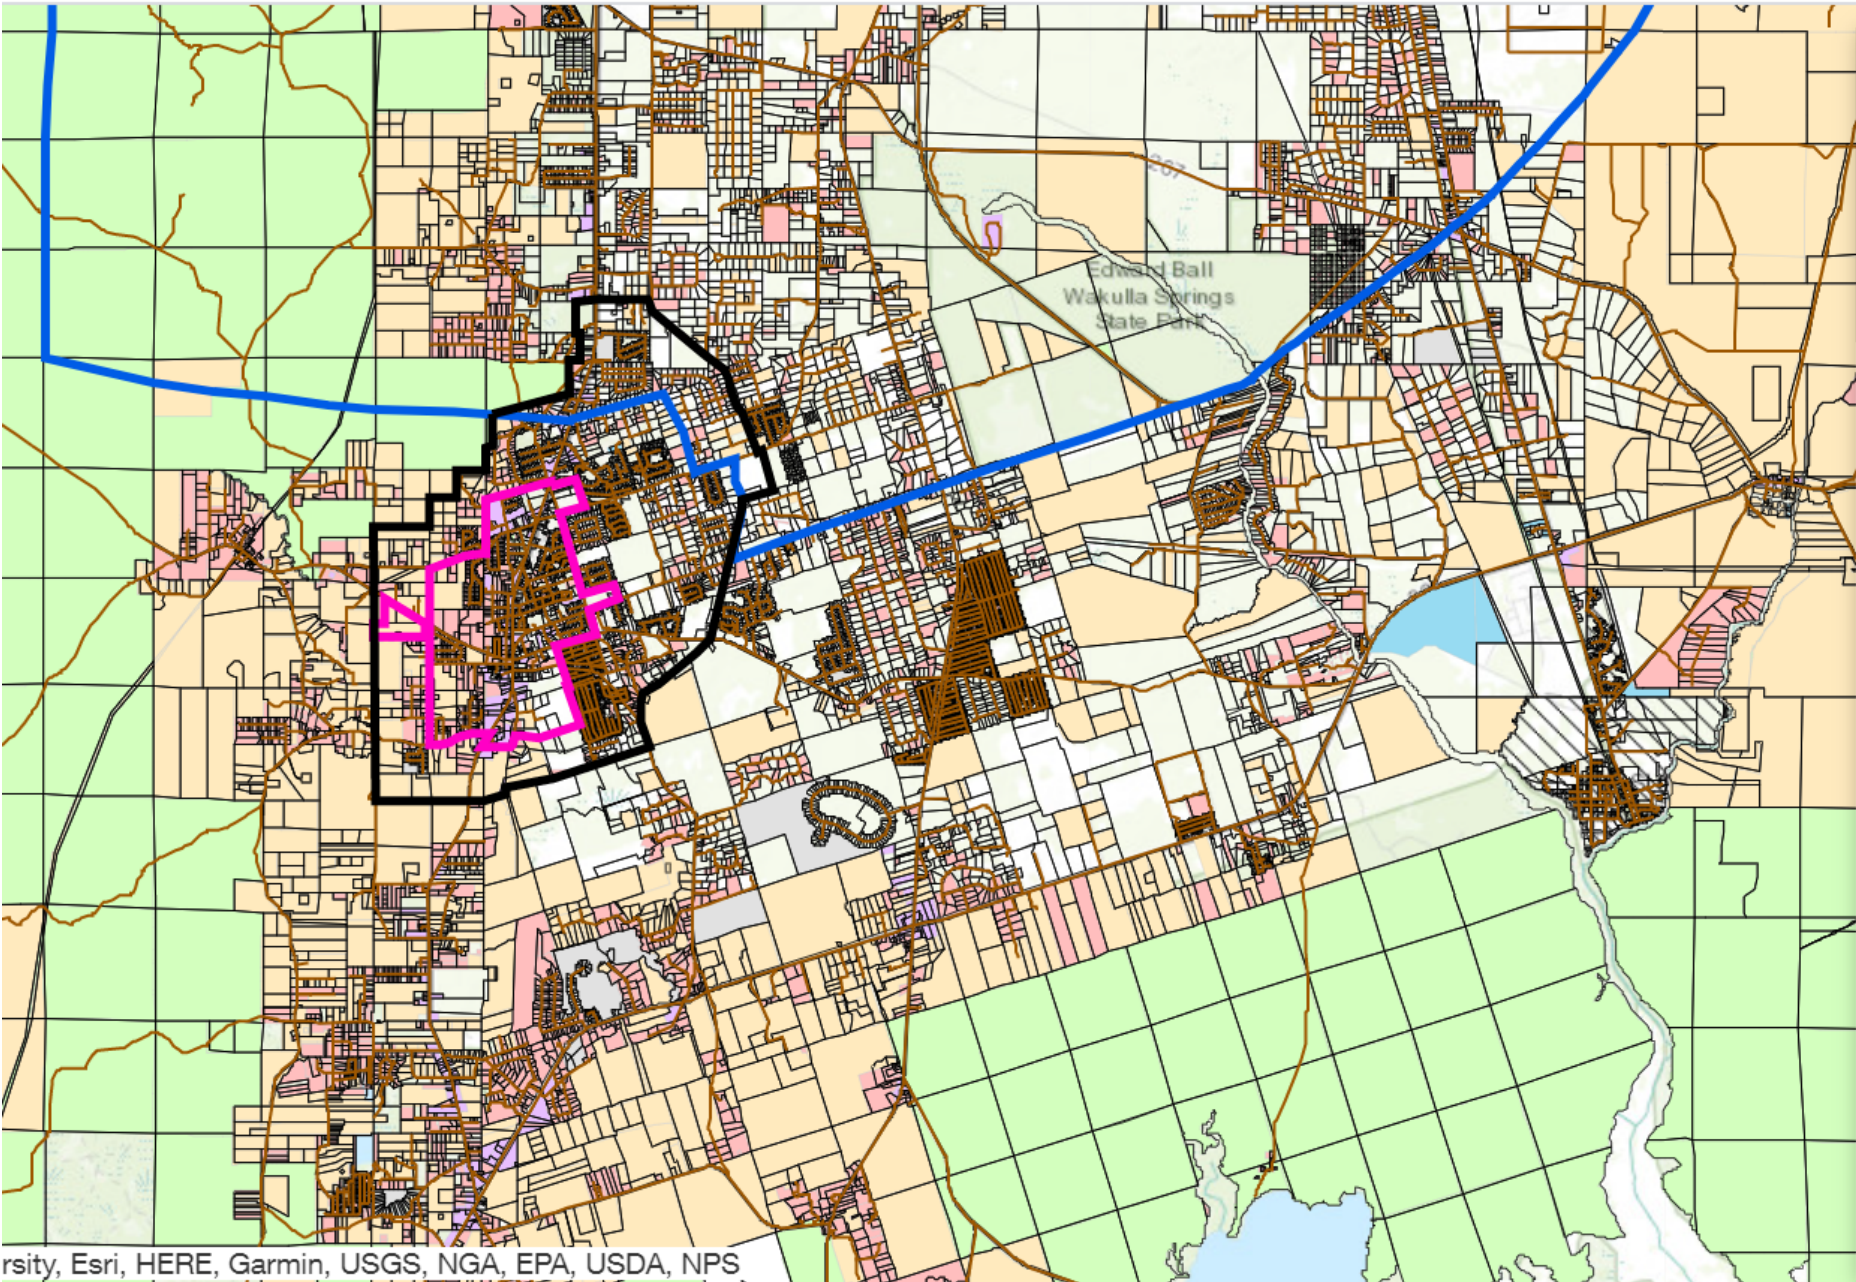 267
Edward Ball
Wakulla Springs
State Park
rsity, Esri, HERE, Garmin, USGS, NGA, EPA, USDA, NPS